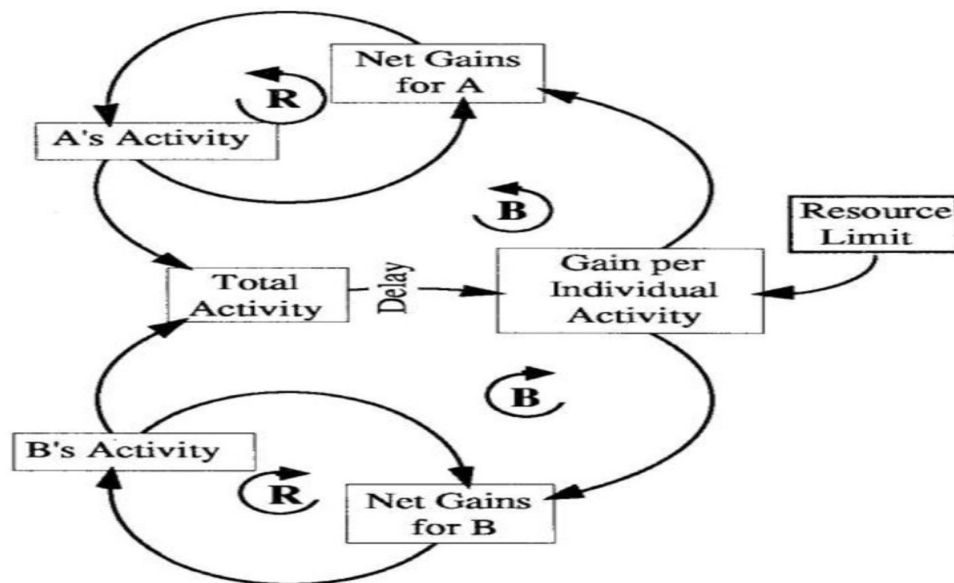 Net Gains
for A
R
A's Activity
B
Resource
Limit
Total
Activity
Delay
Gain per
Individual
Activity
B
B's Activity
R
Net Gains
for B